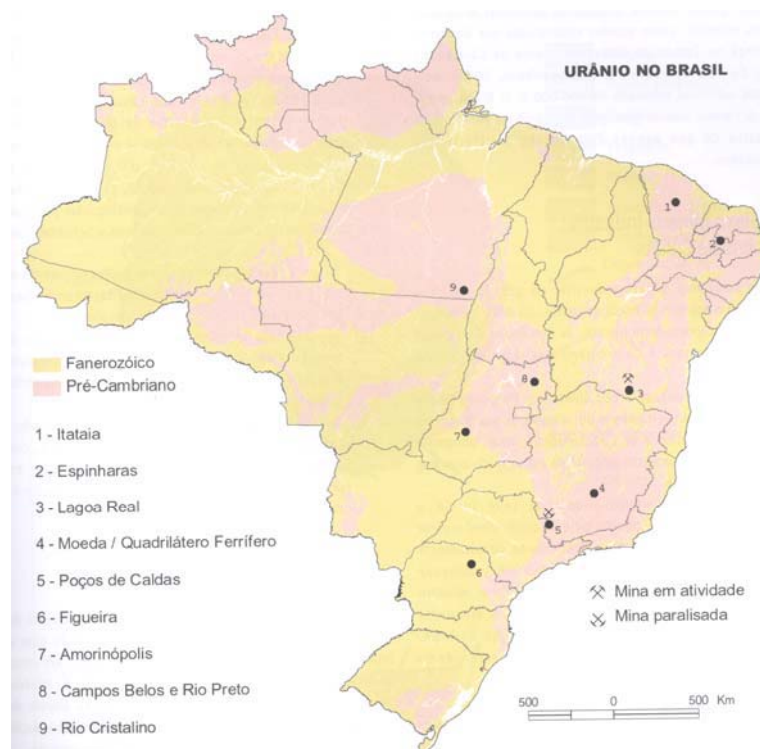 URÂNIO NO BRASIL
1
2
9
8
3
7
4
5
6
Fanerozóico
Pré-Cambriano
1 - Itataia
2 - Espinharas
3 - Lagoa Real
4 - Moeda / Quadrilátero Ferrífero
5 - Poços de Caldas
6 - Figueira
7 - Amorinópolis
8 - Campos Belos e Rio Preto
9 - Rio Cristalino
Mina em atividade
Mina paralisada
500 0 500 Km